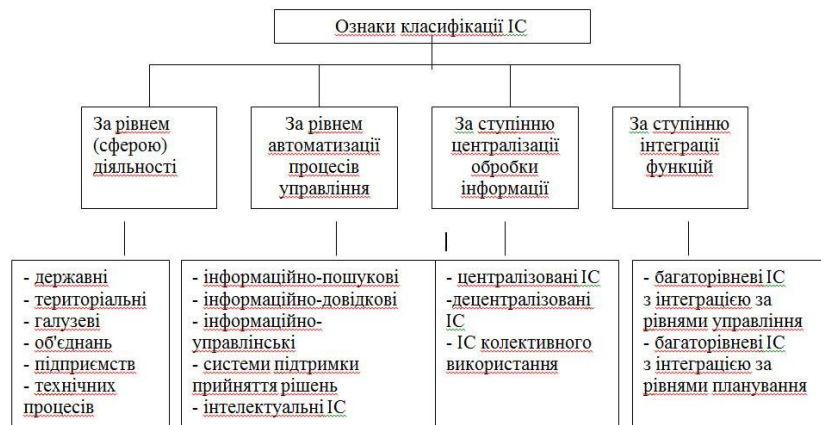 Ознаки класифікації ІС
За рівнем
(сферою)
діяльності
За рівнем
автоматизації
процесів
управління
За ступінню
централізації
обробки
інформації
За ступінню
інтеграції
функцій
- державні
- територіальні
- галузеві
- об'єднань
- підприємств
- технічних
процесів
- інформаційно-пошукові
- інформаційно-довідкові
- інформаційно-
управлінські
- системи підтримки
прийняття рішень
- інтелектуальні ІС
- централізовані ІС
-децентралізовані
ІС
- ІС колективного
використання
- багаторівневі ІС
з інтеграцією за
рівнями управління
- багаторівневі ІС
з інтеграцією за
рівнями планування